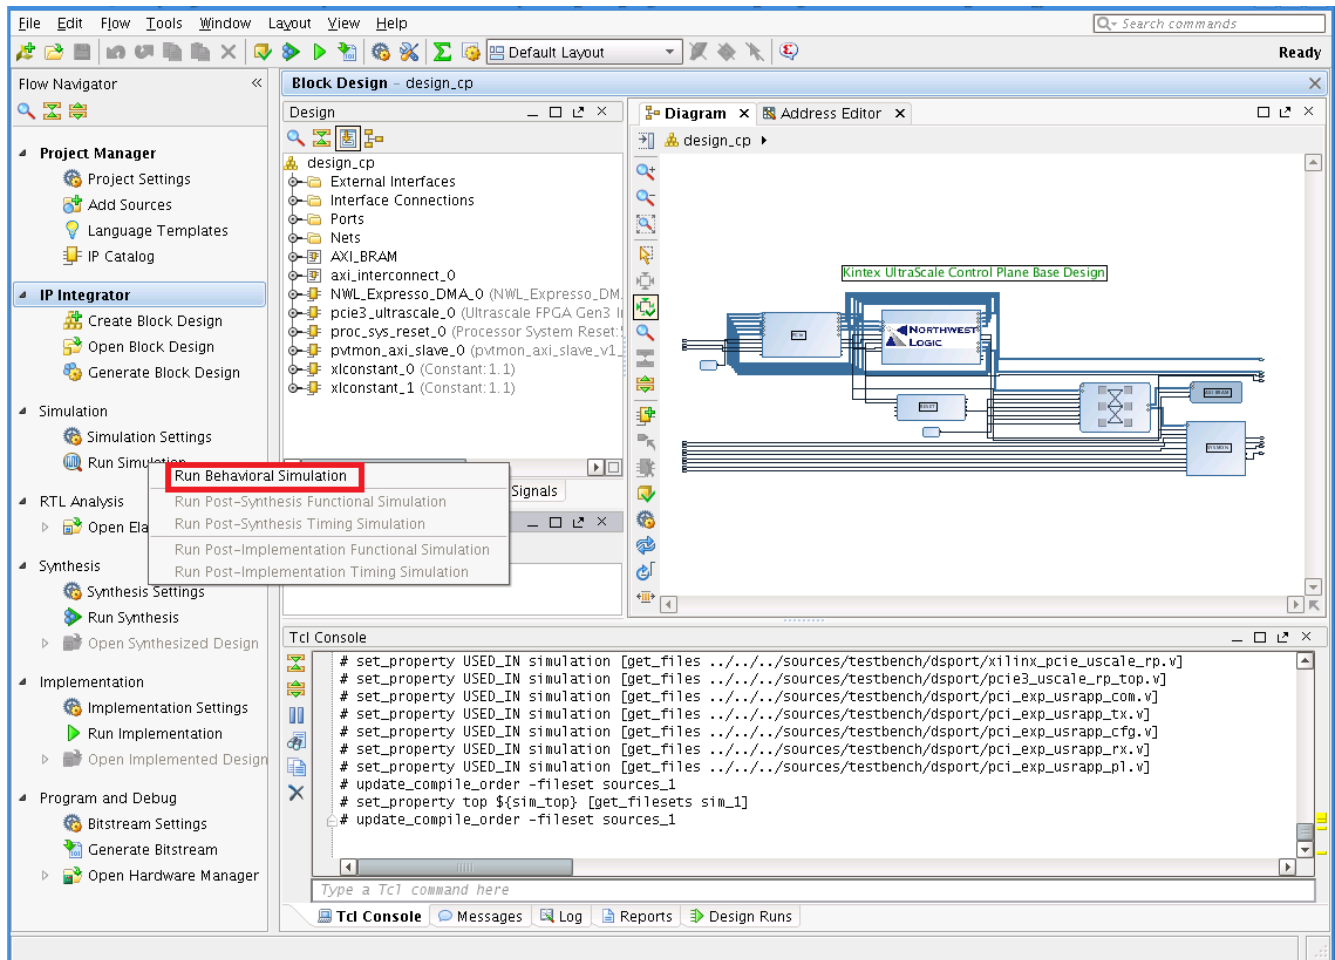 File Edit Flow Tools Window Layout View Help
Search commands
Default Layout
Ready
Flow Navigator
Project Manager
Project Settings
Add Sources
Language Templates
IP Catalog
IP Integrator
Create Block Design
Open Block Design
Generate Block Design
Simulation
Simulation Settings
Run Simulation
RTL Analysis
Open Ela
Synthesis
Synthesis Settings
Run Synthesis
Open Synthesized Design
Implementation
Implementation Settings
Run Implementation
Open Implemented Design
Program and Debug
Bitstream Settings
Generate Bitstream
Open Hardware Manager
Run Behavioral Simulation
Run Post-Synthesis Functional Simulation
Run Post-Synthesis Timing Simulation
Run Post-Implementation Functional Simulation
Run Post-Implementation Timing Simulation
Block Design - design_cp
Design
design_cp
External Interfaces
Interface Connections
Ports
Nets
AXI_BRAM
axi_interconnect_0
NWL_Expresso_DMA_0 (NWL_Expresso_DM
pcie3_ultrascale_0 (Ultrascale FPGA Gen3 I
proc_sys_reset_0 (Processor System Reset:
pvtmon_axi_slave_0 (pvtmon_axi_slave_v1_
xlconstant_0 (Constant:1.1)
xlconstant_1 (Constant:1.1)
Signals
Diagram Address Editor
design_cp
Kintex UltraScale Control Plane Base Design
NORTHWEST
LOGIC
Tcl Console
# set_property USED_IN simulation [get_files ../../../sources/testbench/dsport/xilinx_pcie_uscale_rp.v]
# set_property USED_IN simulation [get_files ../../../sources/testbench/dsport/pcie3_uscale_rp_top.v]
# set_property USED_IN simulation [get_files ../../../sources/testbench/dsport/pci_exp_usrapp_com.v]
# set_property USED_IN simulation [get_files ../../../sources/testbench/dsport/pci_exp_usrapp_tx.v]
# set_property USED_IN simulation [get_files ../../../sources/testbench/dsport/pci_exp_usrapp_cfg.v]
# set_property USED_IN simulation [get_files ../../../sources/testbench/dsport/pci_exp_usrapp_rx.v]
# set_property USED_IN simulation [get_files ../../../sources/testbench/dsport/pci_exp_usrapp_pl.v]
# update_compile_order -fileset sources_1
# set_property top ${sim_top} [get_filesets sim_1]
# update_compile_order -fileset sources_1
Type a Tcl command here
Tcl Console Messages Log Reports Design Runs